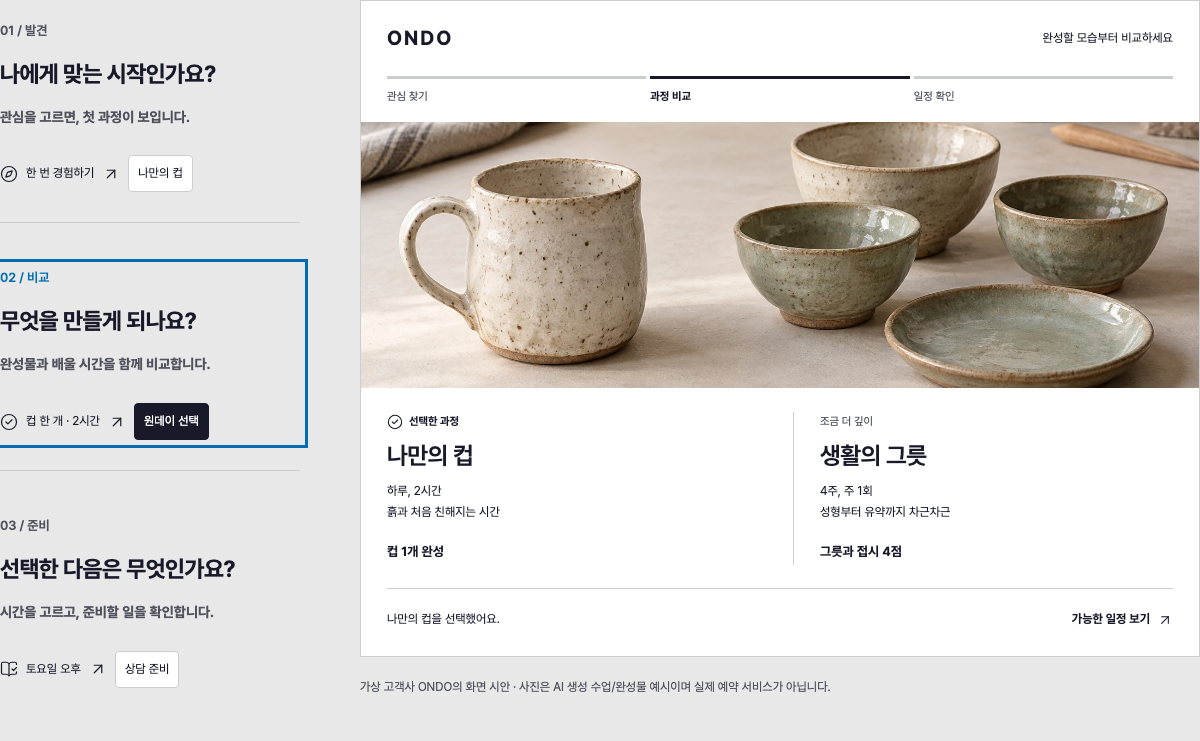 01 / 발견
나에게 맞는 시작인가요?
관심을 고르면, 첫 과정이 보입니다.
한 번 경험하기
나만의 컵
02 / 비교
무엇을 만들게 되나요?
완성물과 배울 시간을 함께 비교합니다.
컵 한 개 · 2시간
원데이 선택
03 / 준비
선택한 다음은 무엇인가요?
시간을 고르고, 준비할 일을 확인합니다.
토요일 오후
상담 준비
ONDO
완성할 모습부터 비교하세요
관심 찾기
과정 비교
일정 확인
선택한 과정
나만의 컵
하루, 2시간
흙과 처음 친해지는 시간
컵 1개 완성
조금 더 깊이
생활의 그릇
4주, 주 1회
성형부터 유약까지 차근차근
그릇과 접시 4점
나만의 컵을 선택했어요.
가능한 일정 보기
가상 고객사 ONDO의 화면 시안 · 사진은 AI 생성 수업/완성물 예시이며 실제 예약 서비스가 아닙니다.